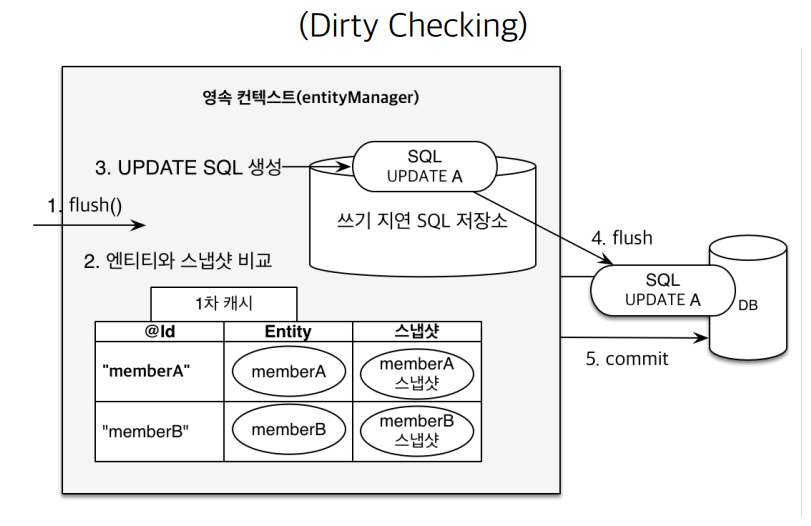 (Dirty Checking)
영속 컨텍스트(entityManager)
3. UPDATE SQL 생성
SQL
UPDATE A
1. flush()
쓰기 지연 SQL 저장소
4. flush
2. 엔티티와 스냅샷 비교
SQL
UPDATE A
DB
1차 캐시
@Id Entity 스냅샷
5. commit
"memberA" memberA memberA
스냅샷
"memberB" memberB memberB
스냅샷